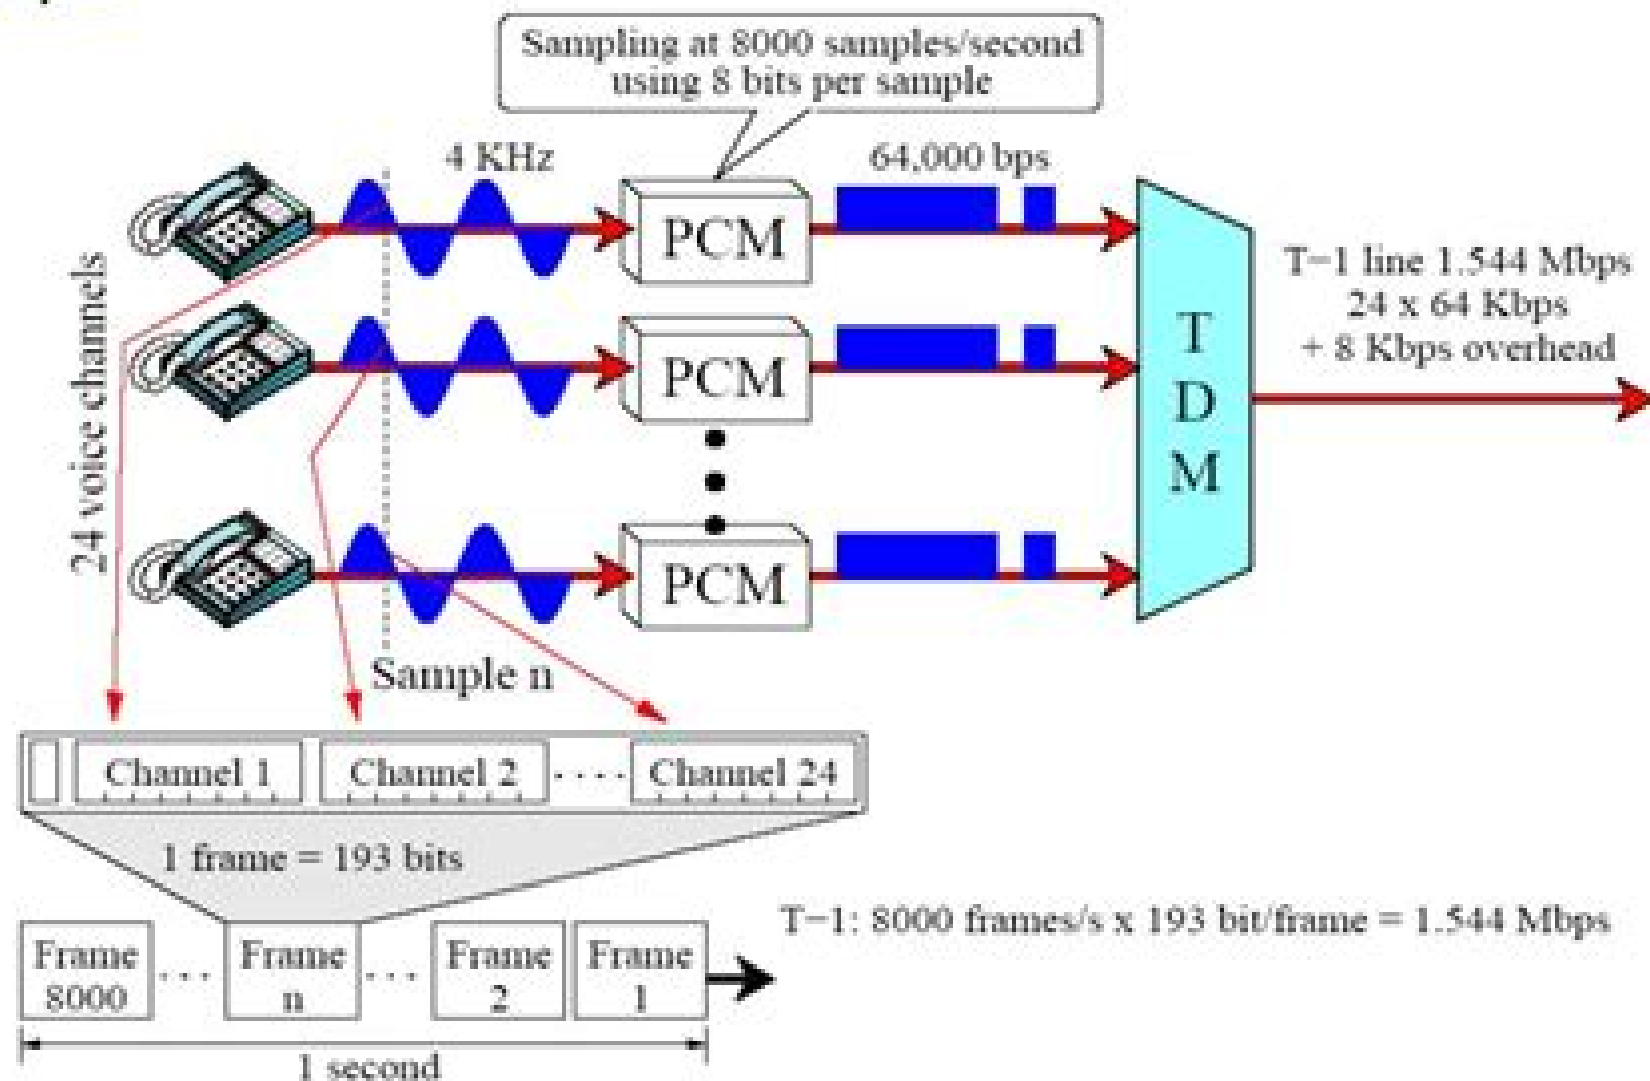 Sampling at 8000 samples/second
using 8 bits per sample
4 KHz
64,000 bps
PCM
PCM
PCM
24 voice channels
T
D
M
T-1 line 1.544 Mbps
24 x 64 Kbps
+ 8 Kbps overhead
Sample n
Channel 1
Channel 2
....
Channel 24
1 frame = 193 bits
T-1: 8000 frames/s x 193 bit/frame = 1.544 Mbps
Frame
8000
...
Frame
n
...
Frame
2
Frame
1
1 second